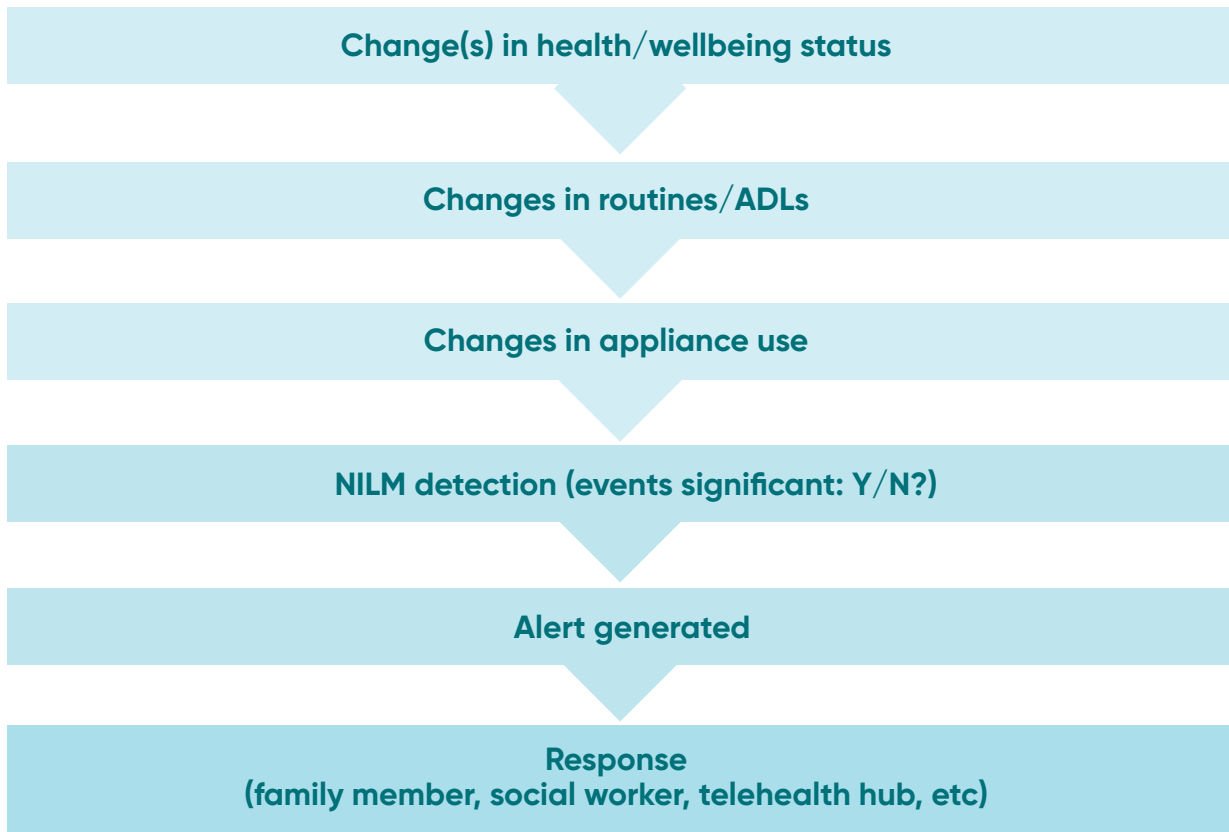 Change(s) in health/wellbeing status
Changes in routines/ADLs
Changes in appliance use
NILM detection (events significant: Y/N?)
Alert generated
Response
(family member, social worker, telehealth hub, etc)